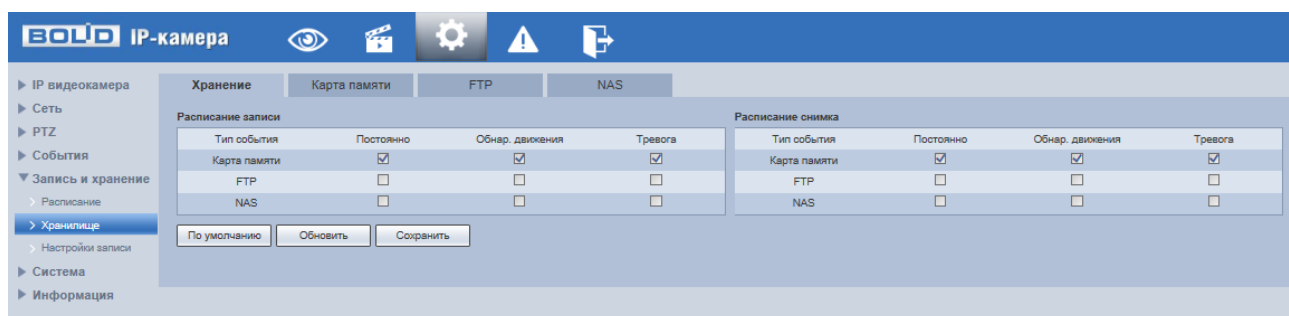 BOLID IP-камера
IP видеокамера
Сеть
PTZ
События
Запись и хранение
Расписание
Хранилище
Настройки записи
Система
Информация
Хранение Карта памяти FTP NAS
Расписание записи
Тип события Постоянно Обнар. движения Тревога
Карта памяти
FTP
NAS
По умолчанию Обновить Сохранить
Расписание снимка
Тип события Постоянно Обнар. движения Тревога
Карта памяти
FTP
NAS